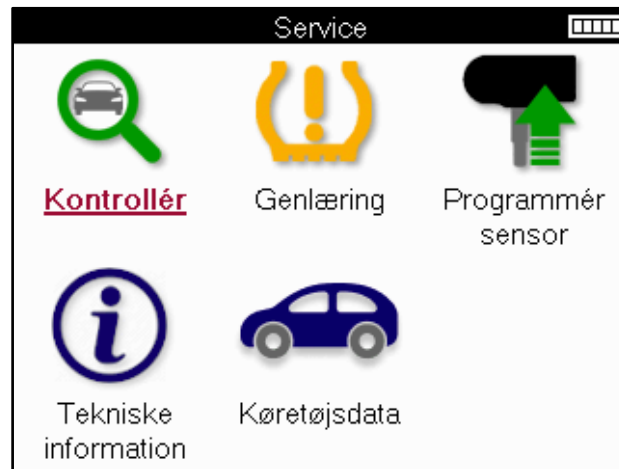 Service
Kontrollér
Genlæring
Programmér
sensor
Tekniske
information
Køretøjsdata